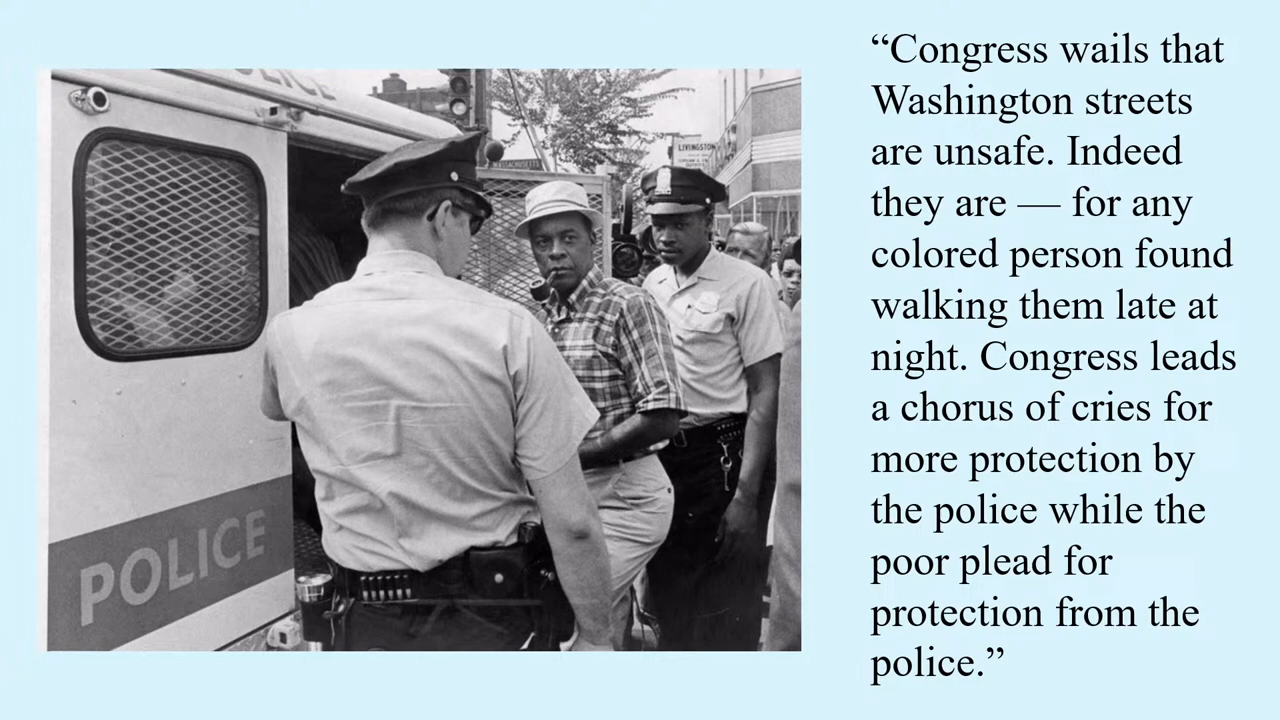 “Congress wails that
Washington streets
are unsafe. Indeed
they are — for any
colored person found
walking them late at
night. Congress leads
a chorus of cries for
more protection by
the police while the
poor plead for
protection from the
police.”
POLICE
LIVINGSTON